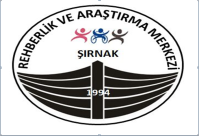 REHBERLİK VE ARAŞTIRMA MERKEZİ
ŞIRNAK
1994